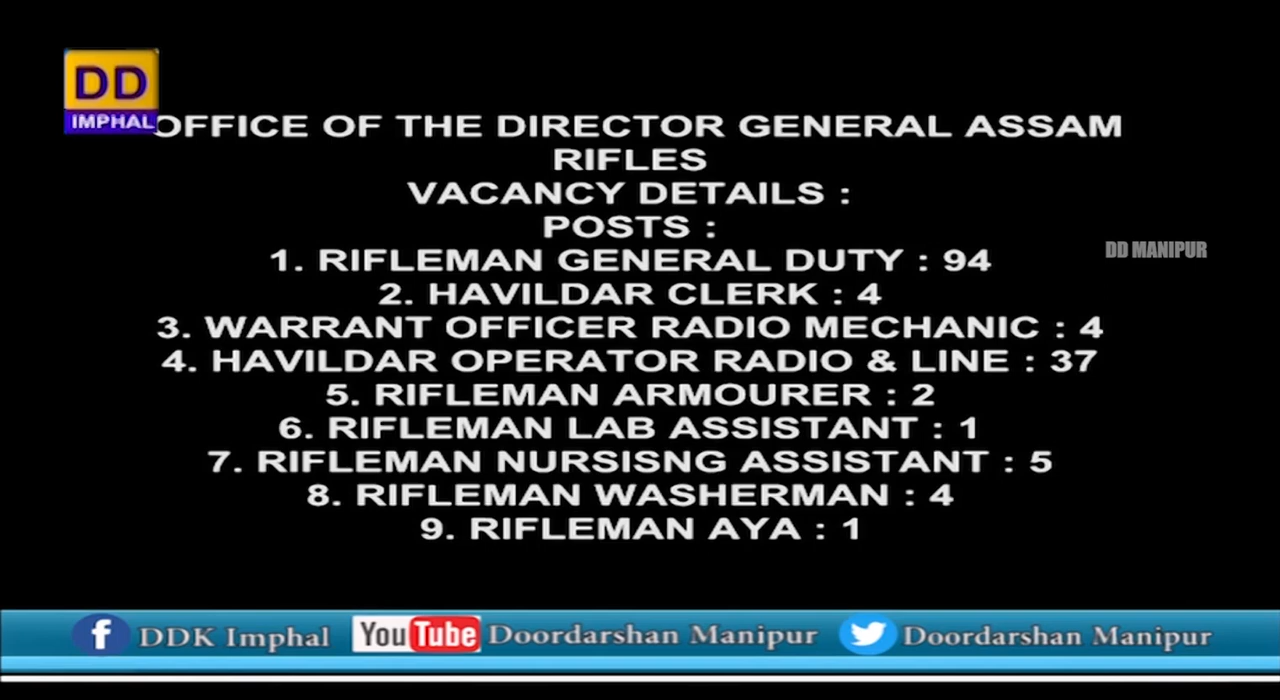 DD
IMPHAL
OFFICE OF THE DIRECTOR GENERAL ASSAM
RIFLES
VACANCY DETAILS :
POSTS :
1. RIFLEMAN GENERAL DUTY : 94
DD MANIPUR
2. HAVILDAR CLERK : 4
3. WARRANT OFFICER RADIO MECHANIC : 4
4. HAVILDAR OPERATOR RADIO & LINE : 37
5. RIFLEMAN ARMOURER : 2
6. RIFLEMAN LAB ASSISTANT : 1
7. RIFLEMAN NURSISNG ASSISTANT : 5
8. RIFLEMAN WASHERMAN : 4
9. RIFLEMAN AYA : 1
f DDK Imphal YouTube Doordarshan Manipur Doordarshan Manipur